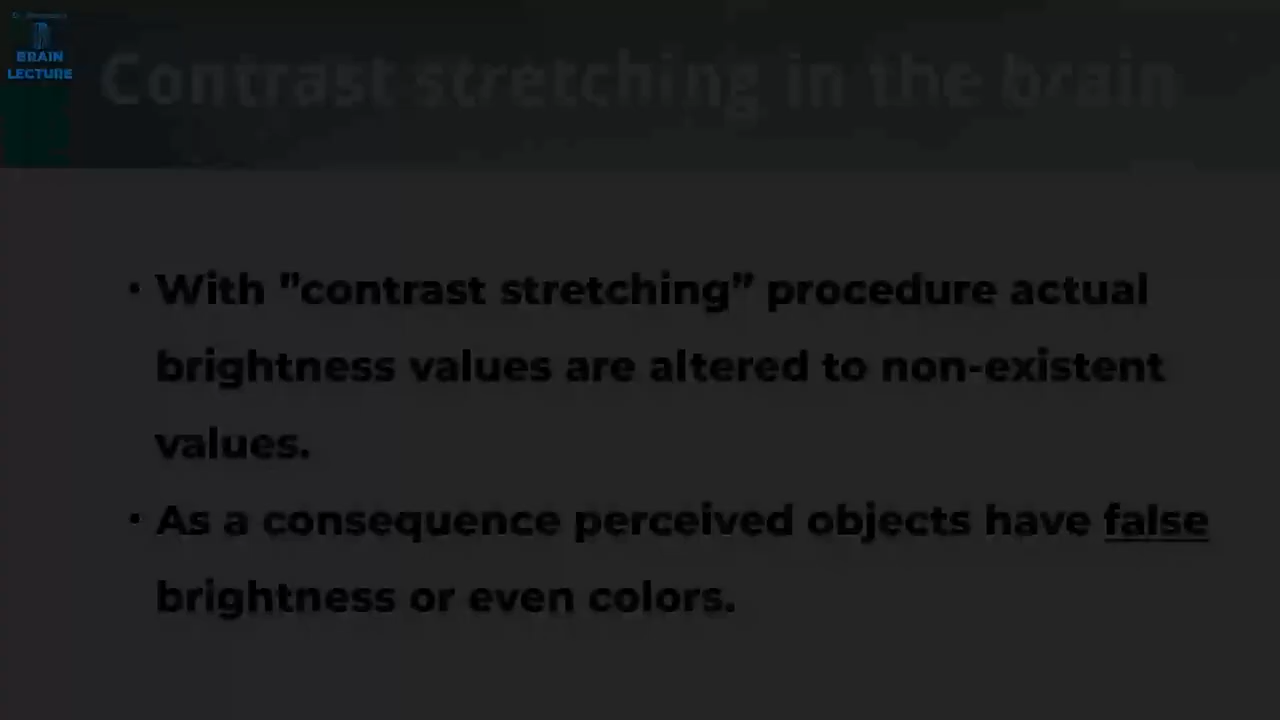 BRAIN
LECTURE
Contrast stretching in the brain
• With "contrast stretching" procedure actual
brightness values are altered to non-existent
values.
• As a consequence perceived objects have false
brightness or even colors.